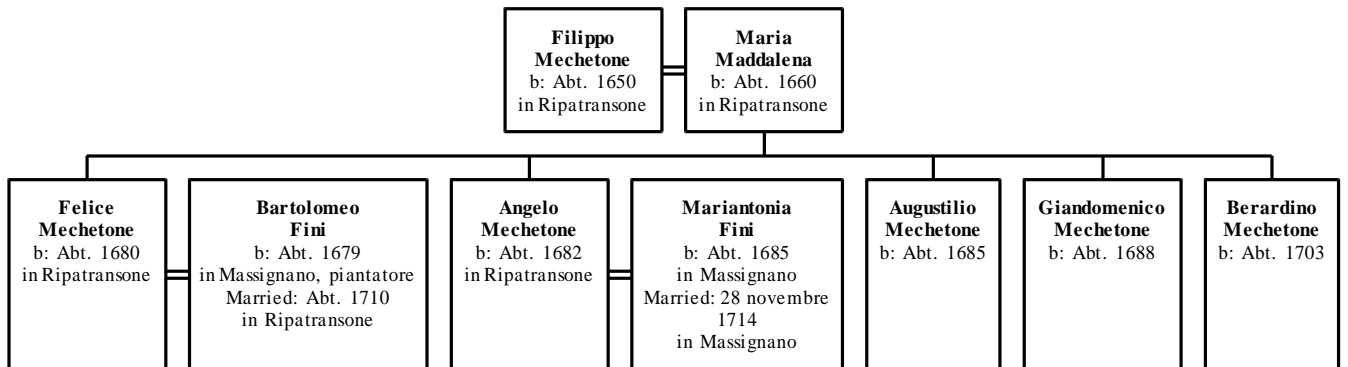 Filippo
Mechetone
b: Abt. 1650
in Ripatransone
Maria
Maddalena
b: Abt. 1660
in Ripatransone
Felice
Mechetone
b: Abt. 1680
in Ripatransone
Bartolomeo
Fini
b: Abt. 1679
in Massignano, piantatore
Married: Abt. 1710
in Ripatransone
Angelo
Mechetone
b: Abt. 1682
in Ripatransone
Mariantonia
Fini
b: Abt. 1685
in Massignano
Married: 28 novembre
1714
in Massignano
Augustilio
Mechetone
b: Abt. 1685
Giandomenico
Mechetone
b: Abt. 1688
Berardino
Mechetone
b: Abt. 1703